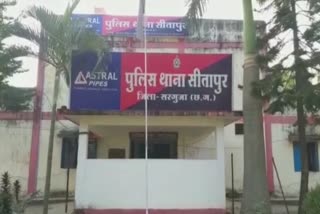 पुलिस थाना सीतापुर
ASTRAL
PIPES
पुलिस थाना सीतापुर
जिला-सरगुजा (छ.ग.)